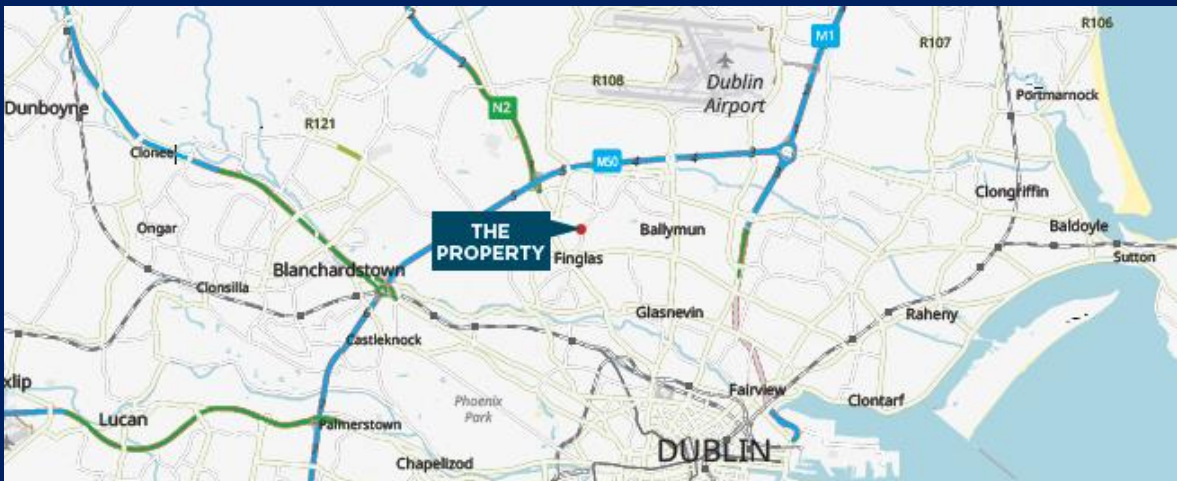 R106
M1
R107
R108
Dublin
Airport
Portmarnock
Dunboyne
N2
R121
Clonee
M50
Clongriffin
THE
PROPERTY
Ongar
Ballymun
Baldoyle
Finglas
Sutton
Blanchardstown
Clonsilla
Glasnevin
Raheny
Castleknock
xlip
Fairview
Phoenix
Park
Clontarf
Lucan
Palmerstown
DUBLIN
Chapelizod